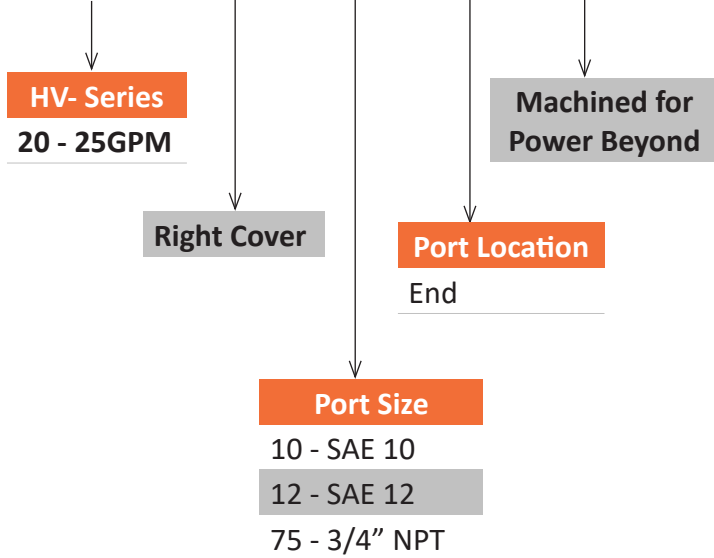 HV- Series
20 - 25GPM
Machined for
Power Beyond
Right Cover
Port Location
End
Port Size
10 - SAE 10
12 - SAE 12
75 - 3/4” NPT